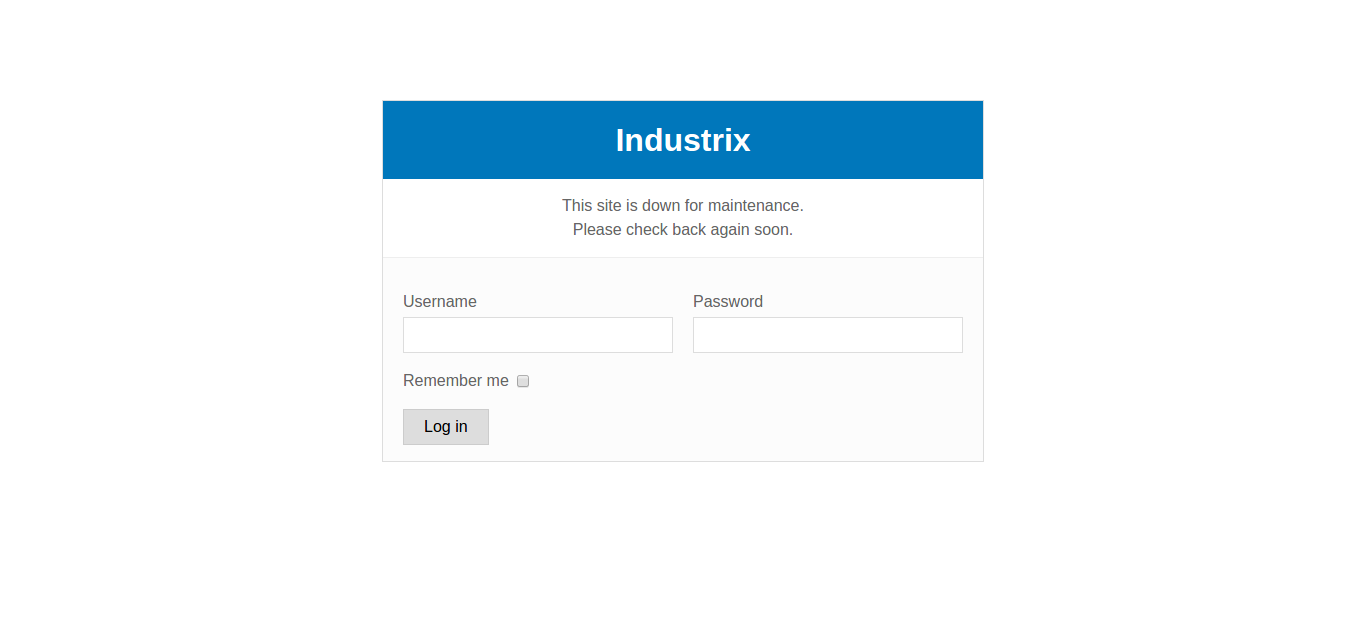 Industrix
This site is down for maintenance.
Please check back again soon.
Username
Password
Remember me
Log in